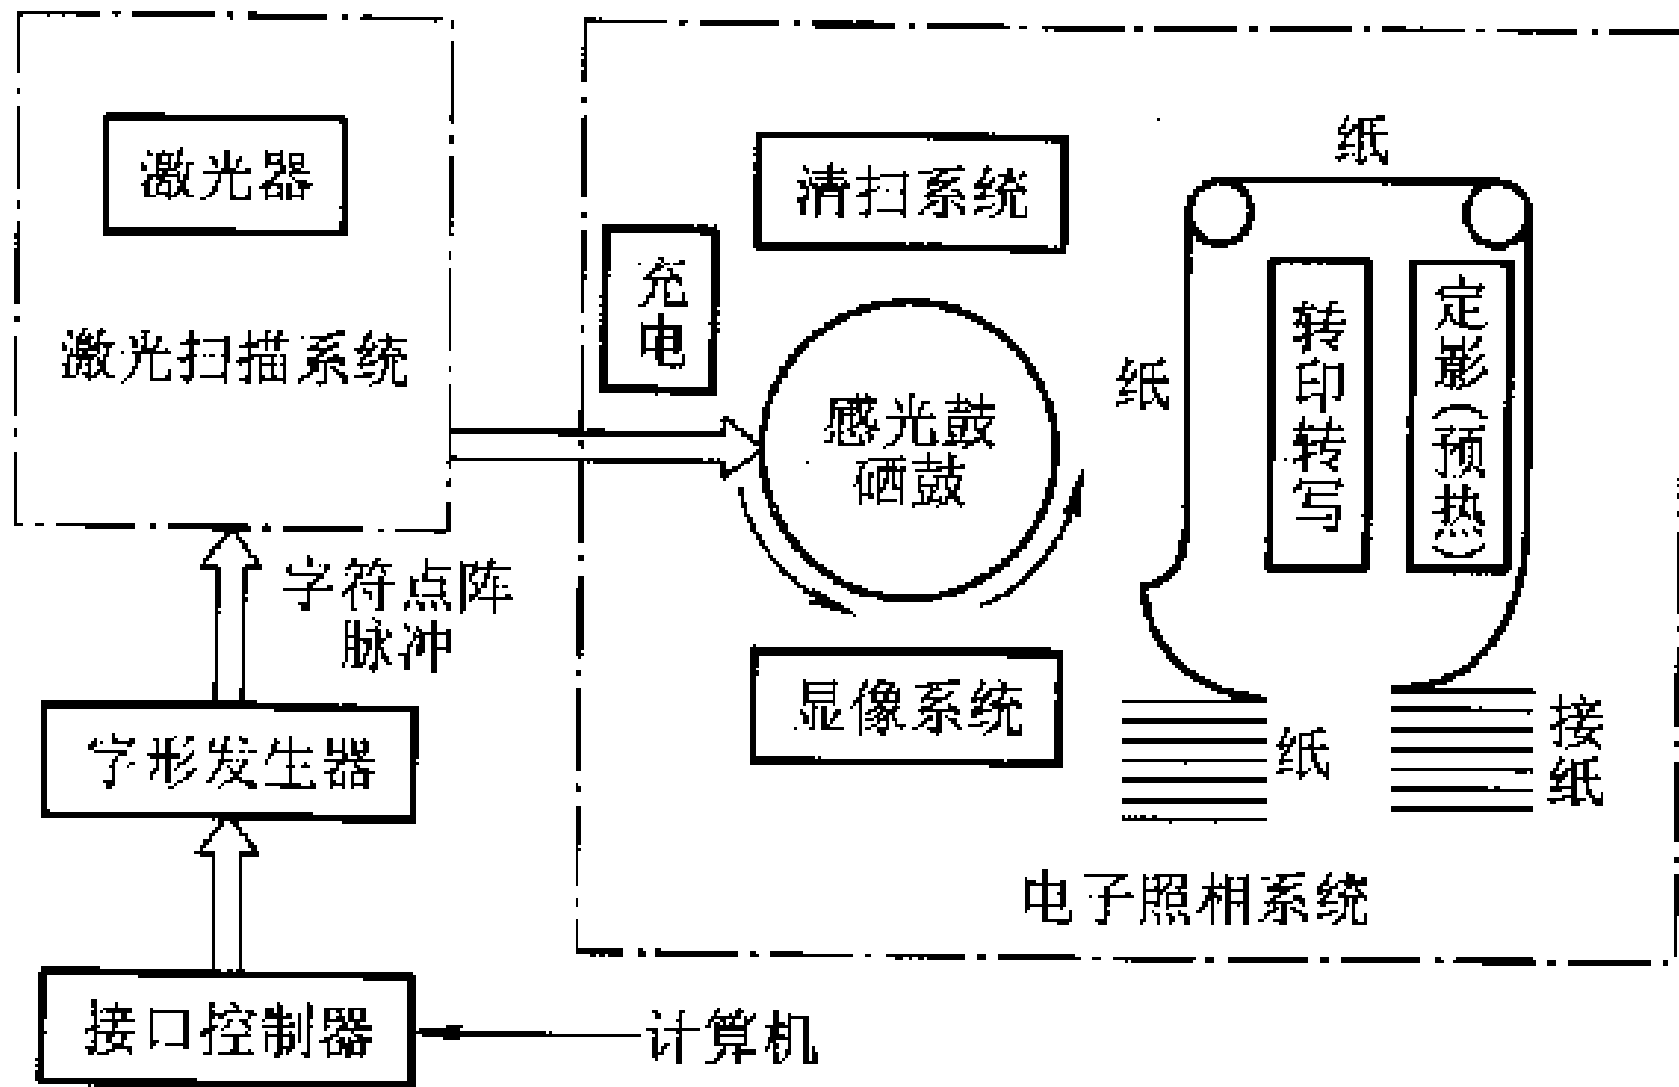 激光器
激光扫描系统
字符点阵
脉冲
字形发生器
接口控制器
计算机
清扫系统
充电
感光鼓
硒鼓
显像系统
纸
纸
转印转写
定影(预热)
纸
接纸
电子照相系统